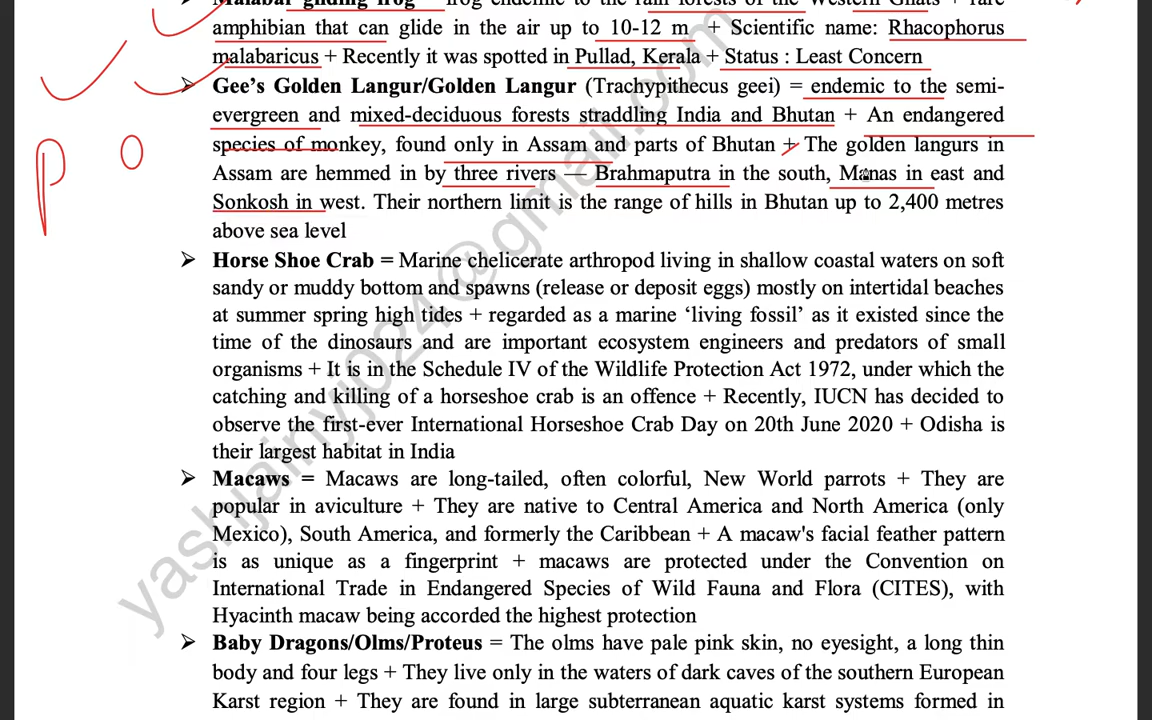 Malabar gliding frog = frog endemic to the rain forests of the Western Ghats + rare
amphibian that can glide in the air up to 10-12 m + Scientific name: Rhacophorus
malabaricus + Recently it was spotted in Pullad, Kerala + Status : Least Concern
➤ Gee’s Golden Langur/Golden Langur (Trachypithecus geei) = endemic to the semi-
evergreen and mixed-deciduous forests straddling India and Bhutan + An endangered
species of monkey, found only in Assam and parts of Bhutan + The golden langurs in
Assam are hemmed in by three rivers — Brahmaputra in the south, Manas in east and
Sonkosh in west. Their northern limit is the range of hills in Bhutan up to 2,400 metres
above sea level
P O
➤ Horse Shoe Crab = Marine chelicerate arthropod living in shallow coastal waters on soft
sandy or muddy bottom and spawns (release or deposit eggs) mostly on intertidal beaches
at summer spring high tides + regarded as a marine ‘living fossil’ as it existed since the
time of the dinosaurs and are important ecosystem engineers and predators of small
organisms + It is in the Schedule IV of the Wildlife Protection Act 1972, under which the
catching and killing of a horseshoe crab is an offence + Recently, IUCN has decided to
observe the first-ever International Horseshoe Crab Day on 20th June 2020 + Odisha is
their largest habitat in India
➤ Macaws = Macaws are long-tailed, often colorful, New World parrots + They are
popular in aviculture + They are native to Central America and North America (only
Mexico), South America, and formerly the Caribbean + A macaw's facial feather pattern
is as unique as a fingerprint + macaws are protected under the Convention on
International Trade in Endangered Species of Wild Fauna and Flora (CITES), with
Hyacinth macaw being accorded the highest protection
➤ Baby Dragons/Olms/Proteus = The olms have pale pink skin, no eyesight, a long thin
body and four legs + They live only in the waters of dark caves of the southern European
Karst region + They are found in large subterranean aquatic karst systems formed in